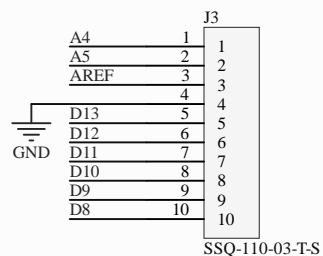 J3
A4 1 1
A5 2 2
AREF 3 3
4 4
D13 5 5
GND
D12 6 6
D11 7 7
D10 8 8
D9 9 9
D8 10 10
SSQ-110-03-T-S